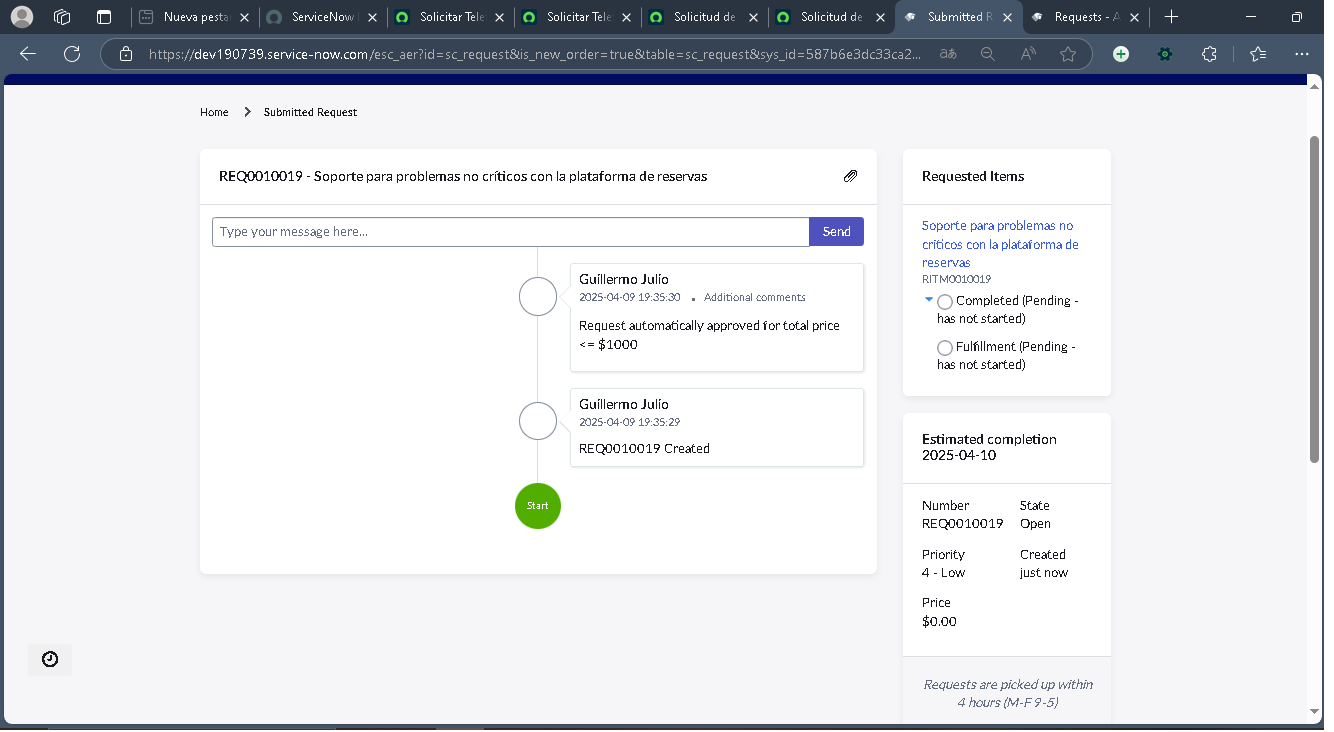 Nueva pesta
ServiceNow
Solicitar Tele
Solicitar Tele
Solicitud de
Solicitud de
Submitted R
Requests - A
https://dev190739.service-now.com/esc_aer?id=sc_request&is_new_order=true&table=sc_request&sys_id=587b6e3dc33ca2...
Home > Submitted Request
REQ0010019 - Soporte para problemas no críticos con la plataforma de reservas
Type your message here...
Send
Guillermo Julio
2025-04-09 19:35:30 • Additional comments
Request automatically approved for total price
<= $1000
Guillermo Julio
2025-04-09 19:35:29
REQ0010019 Created
Start
Requested Items
Soporte para problemas no
críticos con la plataforma de
reservas
RITM0010019
Completed (Pending -
has not started)
Fulfillment (Pending -
has not started)
Estimated completion
2025-04-10
Number State
REQ0010019 Open
Priority Created
4 - Low just now
Price
$0.00
Requests are picked up within
4 hours (M-F 9-5)